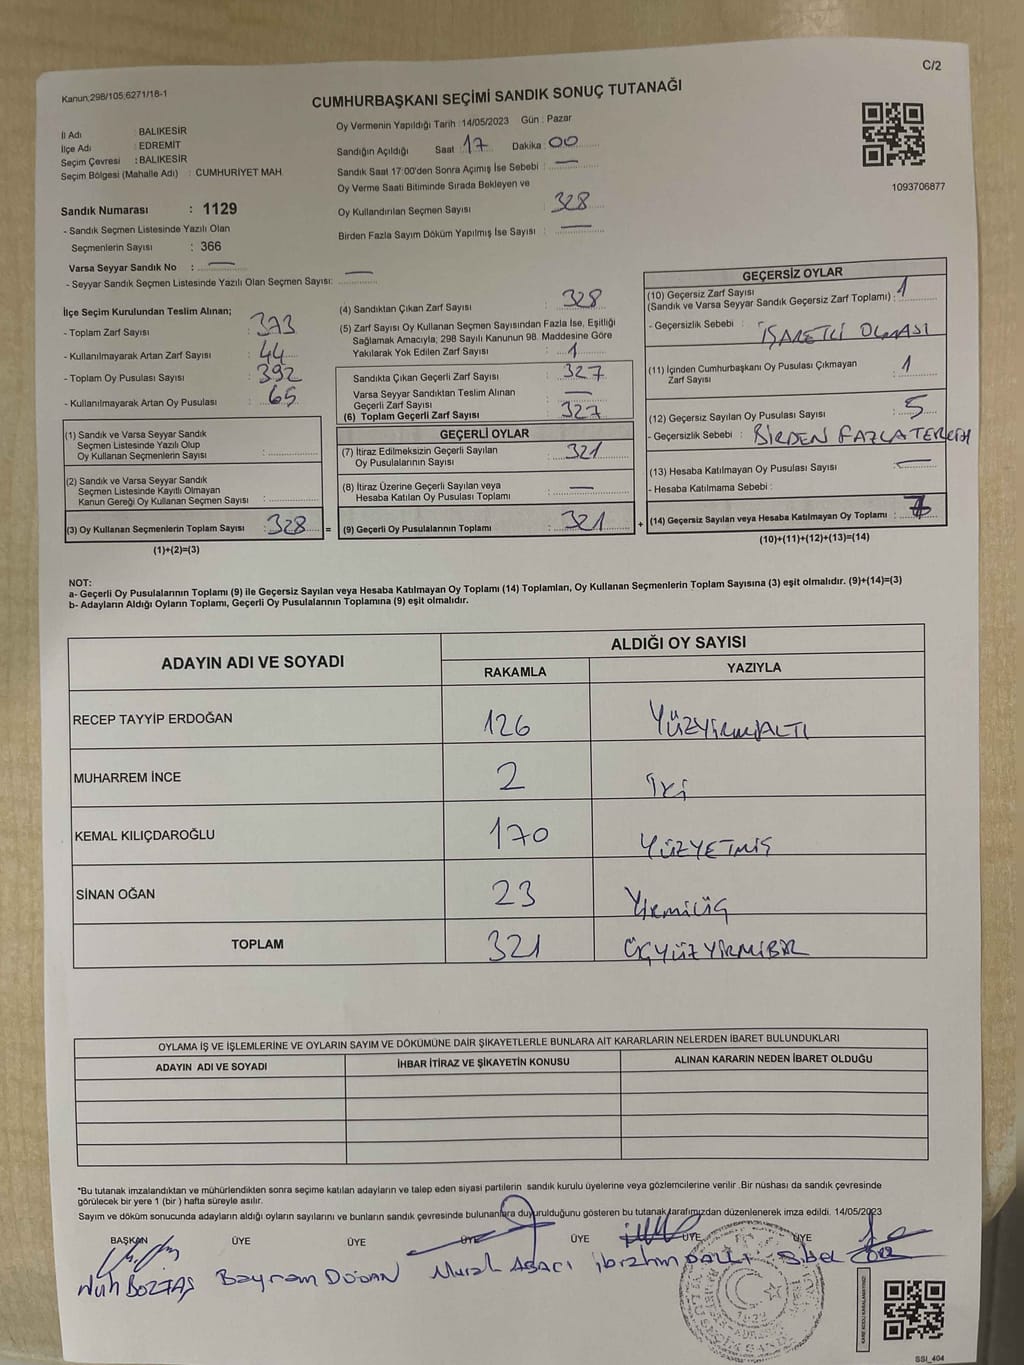 C/2
Kanun;298/105;6271/18-1
CUMHURBAŞKANI SEÇİMİ SANDIK SONUÇ TUTANAĞI
İl Adı : BALIKESİR
İlçe Adı : EDREMİT
Seçim Çevresi : BALIKESİR
Seçim Bölgesi (Mahalle Adı) : CUMHURİYET MAH.
Oy Vermenin Yapıldığı Tarih : 14/05/2023 Gün : Pazar
Sandığın Açıldığı Saat : 17 Dakika : 00
Sandık Saat 17:00'den Sonra Açımış İse Sebebi : —
Oy Verme Saati Bitiminde Sırada Bekleyen ve
Oy Kullandırılan Seçmen Sayısı : 328
Birden Fazla Sayım Döküm Yapılmış İse Sayısı : —
1093706877
Sandık Numarası : 1129
- Sandık Seçmen Listesinde Yazılı Olan
Seçmenlerin Sayısı : 366
Varsa Seyyar Sandık No : —
- Seyyar Sandık Seçmen Listesinde Yazılı Olan Seçmen Sayısı: —
İlçe Seçim Kurulundan Teslim Alınan;
- Toplam Zarf Sayısı : 373
- Kullanılmayarak Artan Zarf Sayısı : 44
- Toplam Oy Pusulası Sayısı : 392
- Kullanılmayarak Artan Oy Pusulası : 65
(1) Sandık ve Varsa Seyyar Sandık
Seçmen Listesinde Yazılı Olup
Oy Kullanan Seçmenlerin Sayısı :
(2) Sandık ve Varsa Seyyar Sandık
Seçmen Listesinde Kayıtlı Olmayan
Kanun Gereği Oy Kullanan Seçmen Sayısı :
(3) Oy Kullanan Seçmenlerin Toplam Sayısı : 328 =
(1)+(2)=(3)
(4) Sandıktan Çıkan Zarf Sayısı : 328
(5) Zarf Sayısı Oy Kullanan Seçmen Sayısından Fazla İse, Eşitliği
Sağlamak Amacıyla; 298 Sayılı Kanunun 98. Maddesine Göre
Yakılarak Yok Edilen Zarf Sayısı : 1
Sandıkta Çıkan Geçerli Zarf Sayısı : 327
Varsa Seyyar Sandıktan Teslim Alınan
Geçerli Zarf Sayısı : —
(6) Toplam Geçerli Zarf Sayısı : 327
GEÇERLİ OYLAR
(7) İtiraz Edilmeksizin Geçerli Sayılan
Oy Pusulalarının Sayısı : 321
(8) İtiraz Üzerine Geçerli Sayılan veya
Hesaba Katılan Oy Pusulası Toplamı : —
(9) Geçerli Oy Pusulalarının Toplamı : 321 +
GEÇERSİZ OYLAR
(10) Geçersiz Zarf Sayısı
(Sandık ve Varsa Seyyar Sandık Geçersiz Zarf Toplamı) : 1
- Geçersizlik Sebebi : İŞARETLİ OLMASI
(11) İçinden Cumhurbaşkanı Oy Pusulası Çıkmayan
Zarf Sayısı : 1
(12) Geçersiz Sayılan Oy Pusulası Sayısı : 5
- Geçersizlik Sebebi : BİRDEN FAZLA TERCİH
(13) Hesaba Katılmayan Oy Pusulası Sayısı : —
- Hesaba Katılmama Sebebi :
(14) Geçersiz Sayılan veya Hesaba Katılmayan Oy Toplamı : 7
(10)+(11)+(12)+(13)=(14)
NOT:
a- Geçerli Oy Pusulalarının Toplamı (9) ile Geçersiz Sayılan veya Hesaba Katılmayan Oy Toplamı (14) Toplamları, Oy Kullanan Seçmenlerin Toplam Sayısına (3) eşit olmalıdır. (9)+(14)=(3)
b- Adayların Aldığı Oyların Toplamı, Geçerli Oy Pusulalarının Toplamına (9) eşit olmalıdır.
ADAYIN ADI VE SOYADI
ALDIĞI OY SAYISI
RAKAMLA YAZIYLA
RECEP TAYYİP ERDOĞAN 126 YÜZYİRMİALTI
MUHARREM İNCE 2 İKİ
KEMAL KILIÇDAROĞLU 170 YÜZYETMİŞ
SİNAN OĞAN 23 YİRMİÜÇ
TOPLAM 321 ÜÇYÜZYİRMİBİR
OYLAMA İŞ VE İŞLEMLERİNE VE OYLARIN SAYIM VE DÖKÜMÜNE DAİR ŞİKAYETLERLE BUNLARA AİT KARARLARIN NELERDEN İBARET BULUNDUKLARI
ADAYIN ADI VE SOYADI İHBAR İTİRAZ VE ŞİKAYETİN KONUSU ALINAN KARARIN NEDEN İBARET OLDUĞU
*Bu tutanak imzalandıktan ve mühürlendikten sonra seçime katılan adayların ve talep eden siyasi partilerin sandık kurulu üyelerine veya gözlemcilerine verilir .Bir nüshası da sandık çevresinde
görülecek bir yere 1 (bir ) hafta süreyle asılır.
Sayım ve döküm sonucunda adayların aldığı oyların sayılarını ve bunların sandık çevresinde bulunanlara duyurulduğunu gösteren bu tutanak tarafımızdan düzenlenerek imza edildi. 14/05/2023
BAŞKAN ÜYE ÜYE ÜYE ÜYE ÜYE ÜYE
Nuh BOZTAŞ Bayram DOĞAN Murat ABACI İbrahim Sibel
KARE KODU KARALAMAYINIZ!
SSİ_404